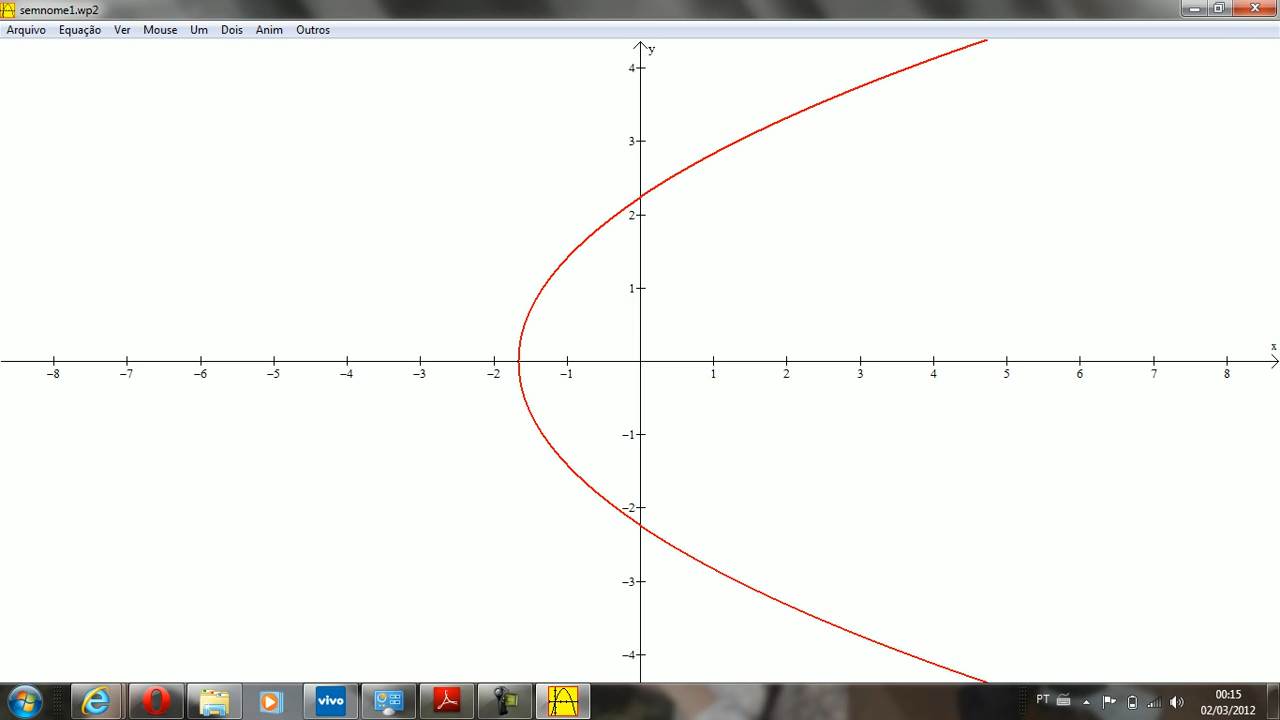 semnome1.wp2
Arquivo Equação Ver Mouse Um Dois Anim Outros
y
4
3
2
1
x
−8 −7 −6 −5 −4 −3 −2 −1 1 2 3 4 5 6 7 8
−1
−2
−3
−4
vivo
PT
00:15
02/03/2012